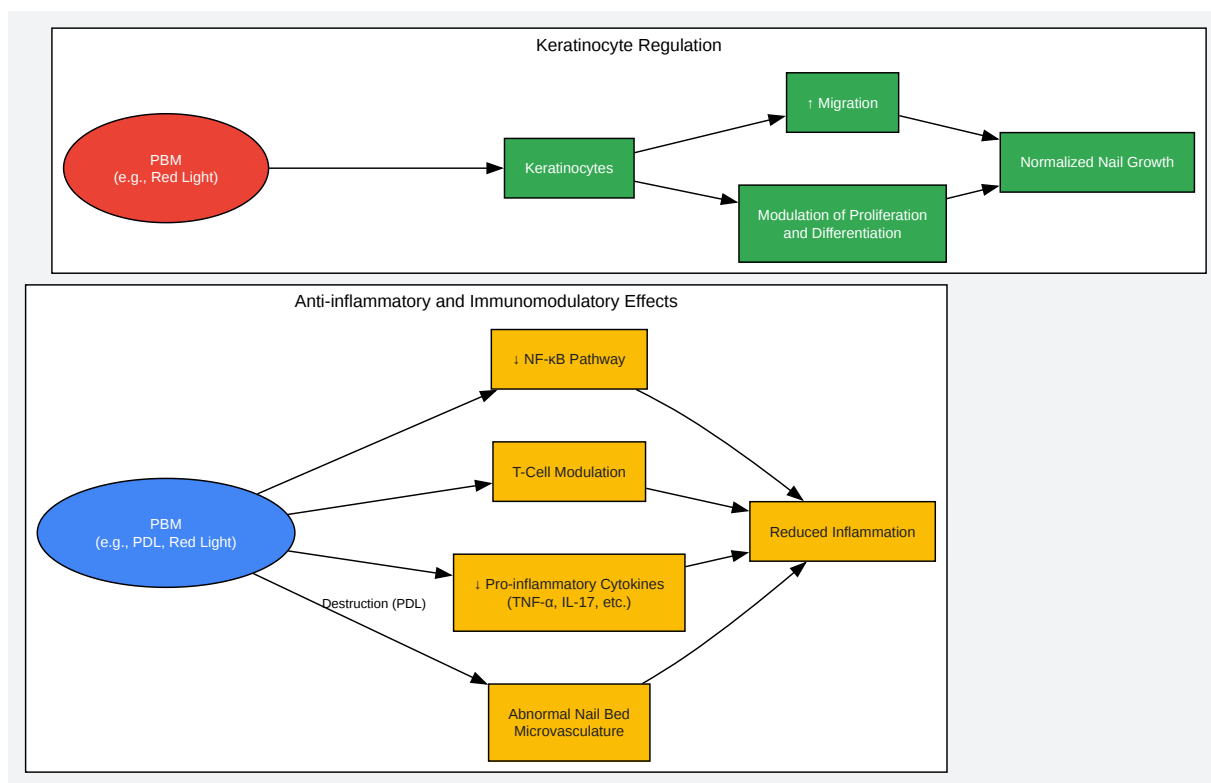 Keratinocyte Regulation
PBM
(e.g., Red Light)
Keratinocytes
↑ Migration
Modulation of Proliferation
and Differentiation
Normalized Nail Growth
Anti-inflammatory and Immunomodulatory Effects
PBM
(e.g., PDL, Red Light)
↓ NF-κB Pathway
T-Cell Modulation
↓ Pro-inflammatory Cytokines
(TNF-α, IL-17, etc.)
Destruction (PDL)
Abnormal Nail Bed
Microvasculature
Reduced Inflammation